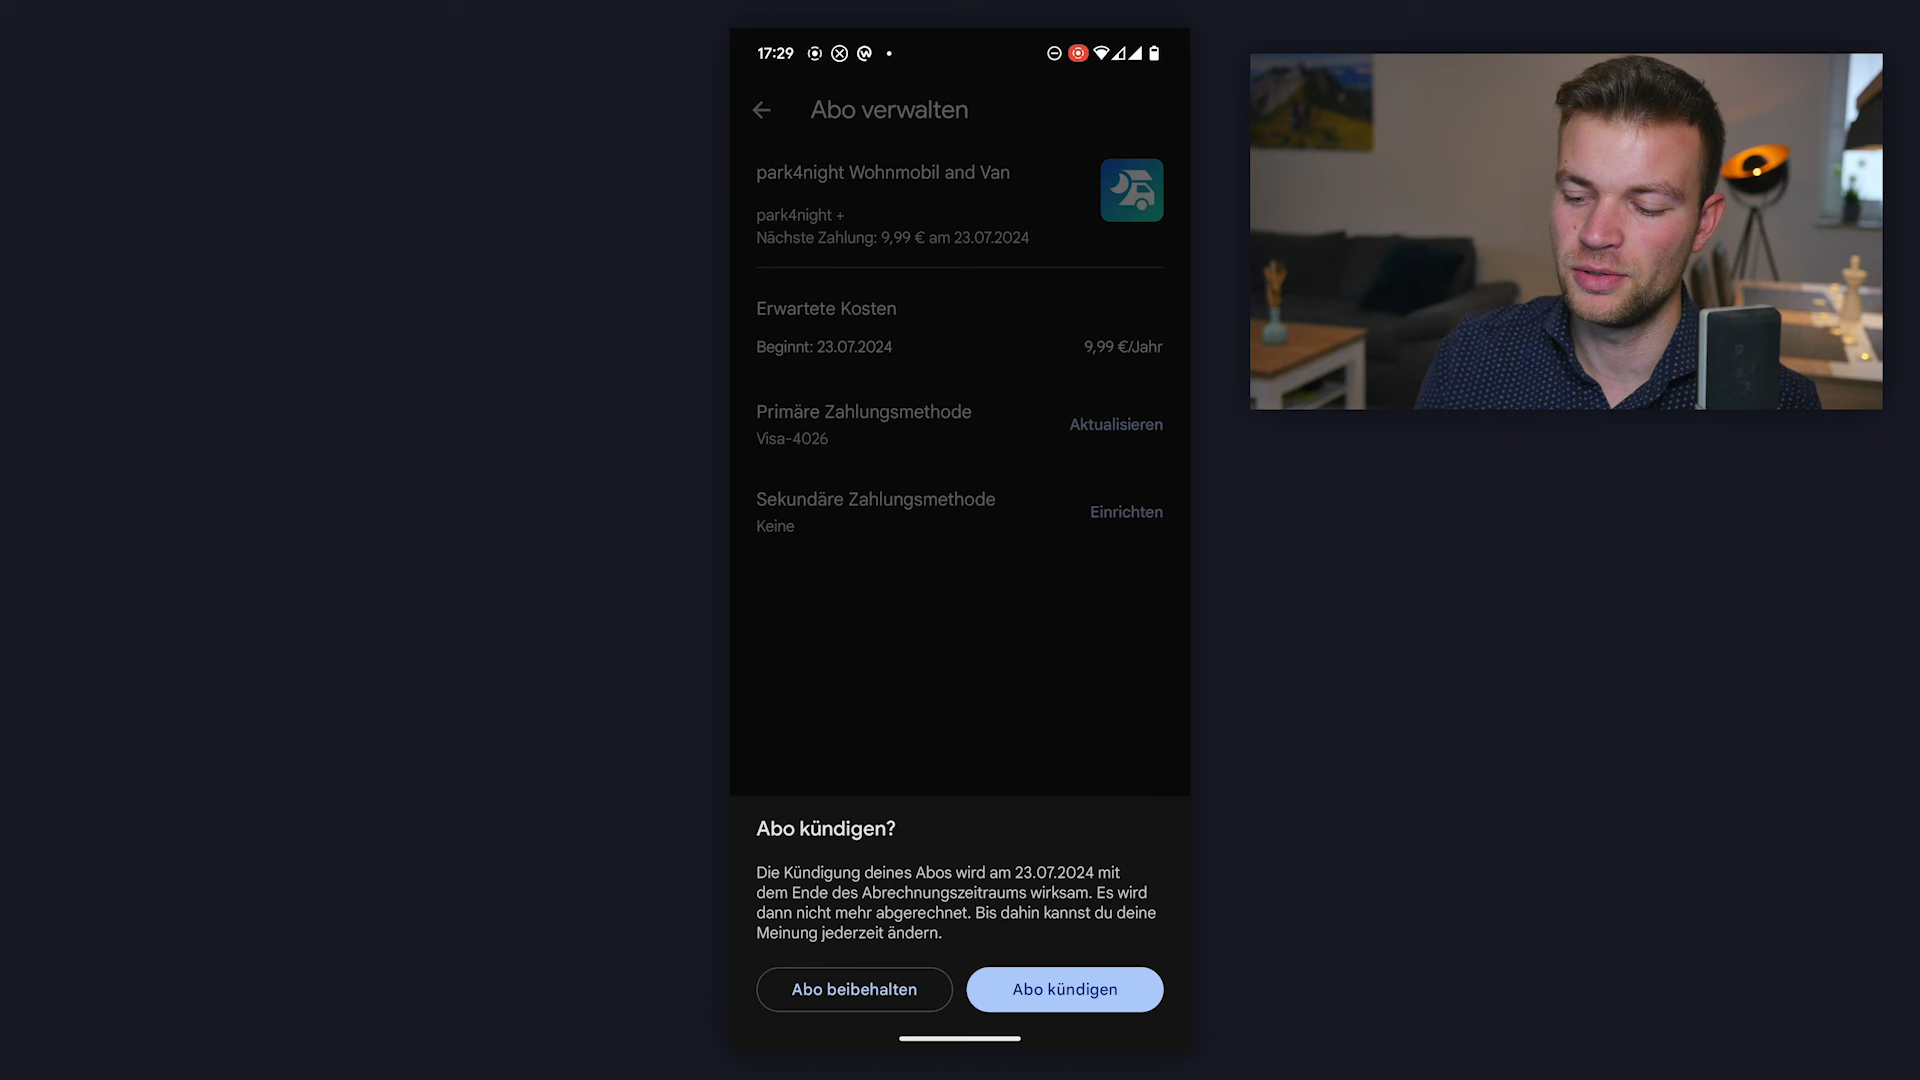 17:29
Abo verwalten
park4night Wohnmobil and Van
park4night +
Nächste Zahlung: 9,99 € am 23.07.2024
Erwartete Kosten
Beginnt: 23.07.2024
9,99 €/Jahr
Primäre Zahlungsmethode
Visa-4026
Aktualisieren
Sekundäre Zahlungsmethode
Keine
Einrichten
Abo kündigen?
Die Kündigung deines Abos wird am 23.07.2024 mit
dem Ende des Abrechnungszeitraums wirksam. Es wird
dann nicht mehr abgerechnet. Bis dahin kannst du deine
Meinung jederzeit ändern.
Abo beibehalten
Abo kündigen